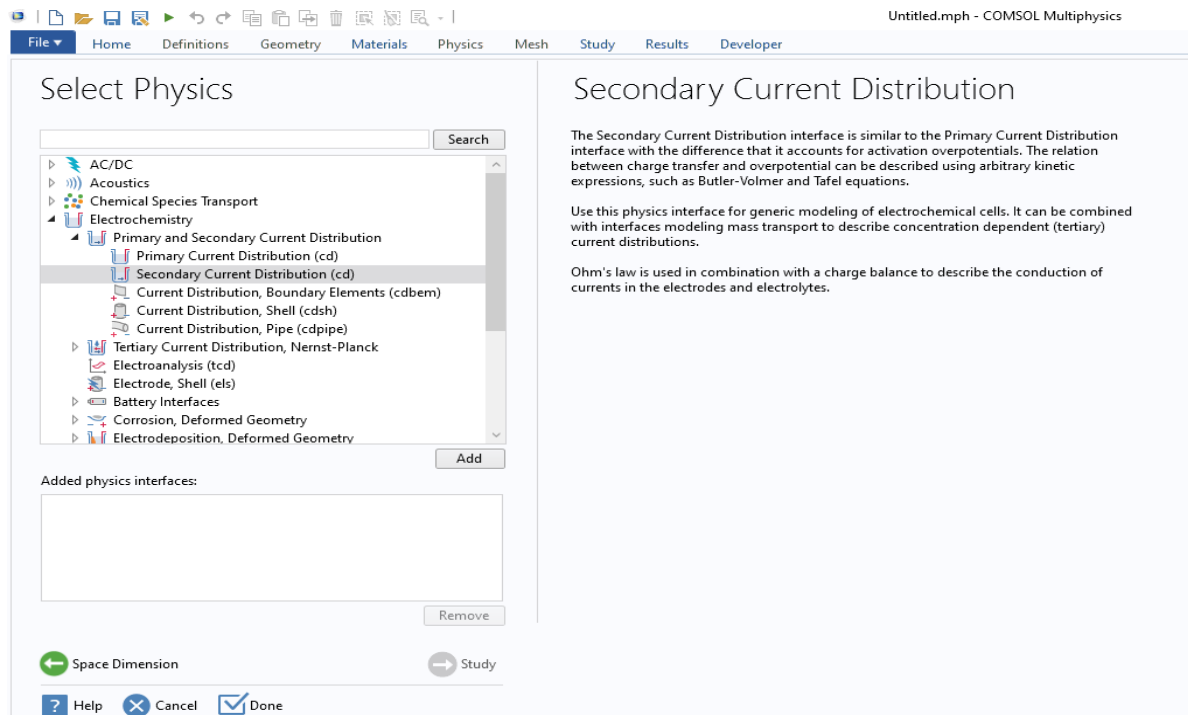 Untitled.mph - COMSOL Multiphysics
File Home Definitions Geometry Materials Physics Mesh Study Results Developer
Select Physics
Search
AC/DC
Acoustics
Chemical Species Transport
Electrochemistry
Primary and Secondary Current Distribution
Primary Current Distribution (cd)
Secondary Current Distribution (cd)
Current Distribution, Boundary Elements (cdbem)
Current Distribution, Shell (cdsh)
Current Distribution, Pipe (cdpipe)
Tertiary Current Distribution, Nernst-Planck
Electroanalysis (tcd)
Electrode, Shell (els)
Battery Interfaces
Corrosion, Deformed Geometry
Electrodeposition, Deformed Geometry
Add
Added physics interfaces:
Remove
Space Dimension
Study
? Help
Cancel
Done
Secondary Current Distribution
The Secondary Current Distribution interface is similar to the Primary Current Distribution
interface with the difference that it accounts for activation overpotentials. The relation
between charge transfer and overpotential can be described using arbitrary kinetic
expressions, such as Butler-Volmer and Tafel equations.
Use this physics interface for generic modeling of electrochemical cells. It can be combined
with interfaces modeling mass transport to describe concentration dependent (tertiary)
current distributions.
Ohm's law is used in combination with a charge balance to describe the conduction of
currents in the electrodes and electrolytes.